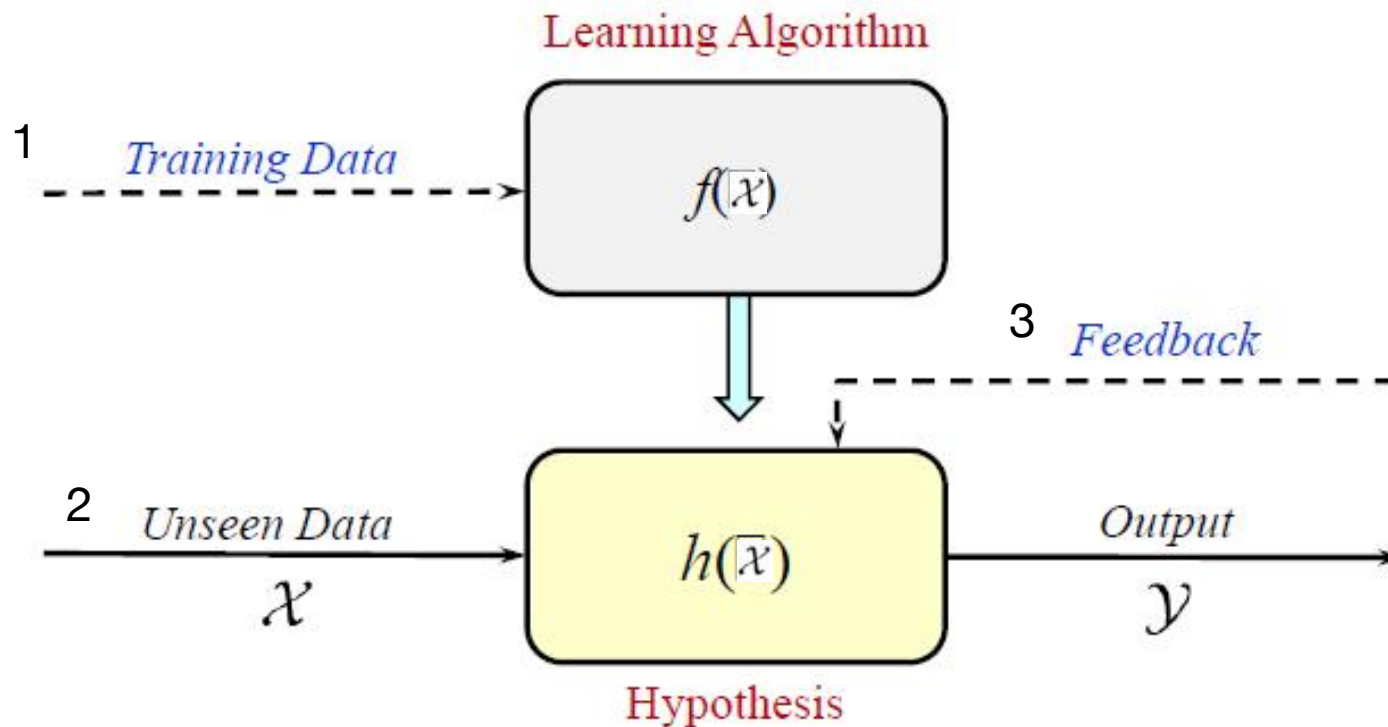 Learning Algorithm
1
Training Data
f(x)
3
Feedback
2
Unseen Data
Output
h(x)
𝒳
𝒴
Hypothesis